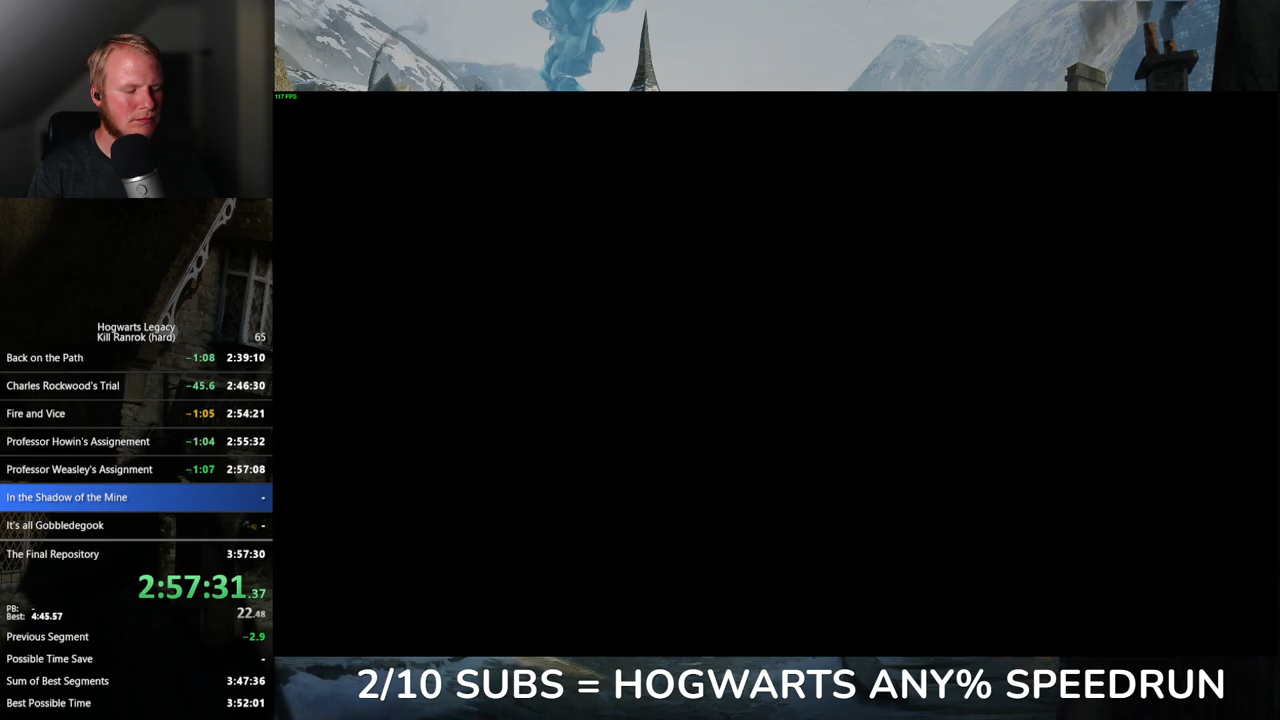 117 FPS
Hogwarts Legacy
Kill Ranrok (hard) 65
Back on the Path -1:08 2:39:10
Charles Rockwood's Trial -45.6 2:46:30
Fire and Vice -1:05 2:54:21
Professor Howin's Assignement -1:04 2:55:32
Professor Weasley's Assignment -1:07 2:57:08
In the Shadow of the Mine -
It's all Gobbledegook -
The Final Repository 3:57:30
2:57:31.37
PB: -
Best: 4:45.57 22.48
Previous Segment -2.9
Possible Time Save -
Sum of Best Segments 3:47:36
Best Possible Time 3:52:01
2/10 SUBS = HOGWARTS ANY% SPEEDRUN